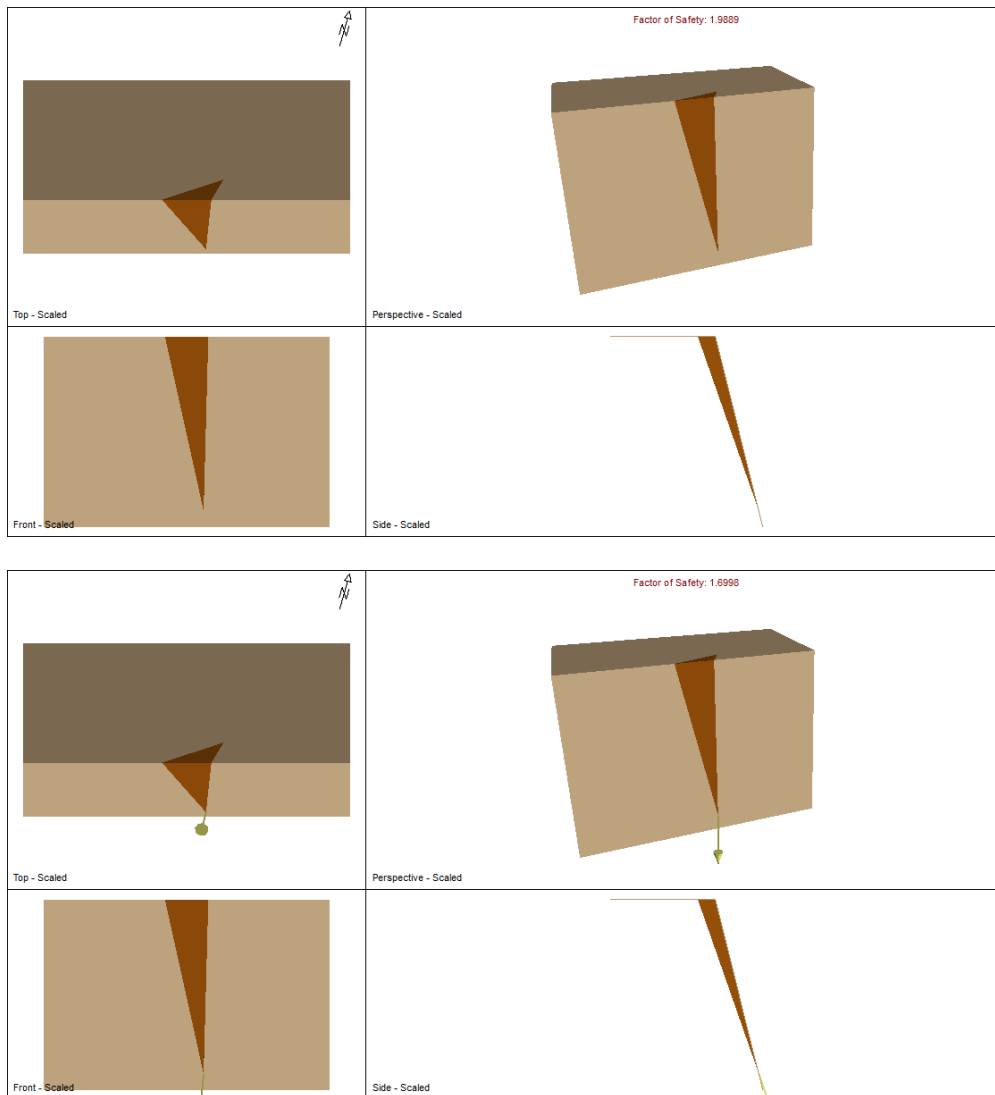 N
Factor of Safety: 1.9889
Top - Scaled
Perspective - Scaled
Front - Scaled
Side - Scaled
N
Factor of Safety: 1.6998
Top - Scaled
Perspective - Scaled
Front - Scaled
Side - Scaled